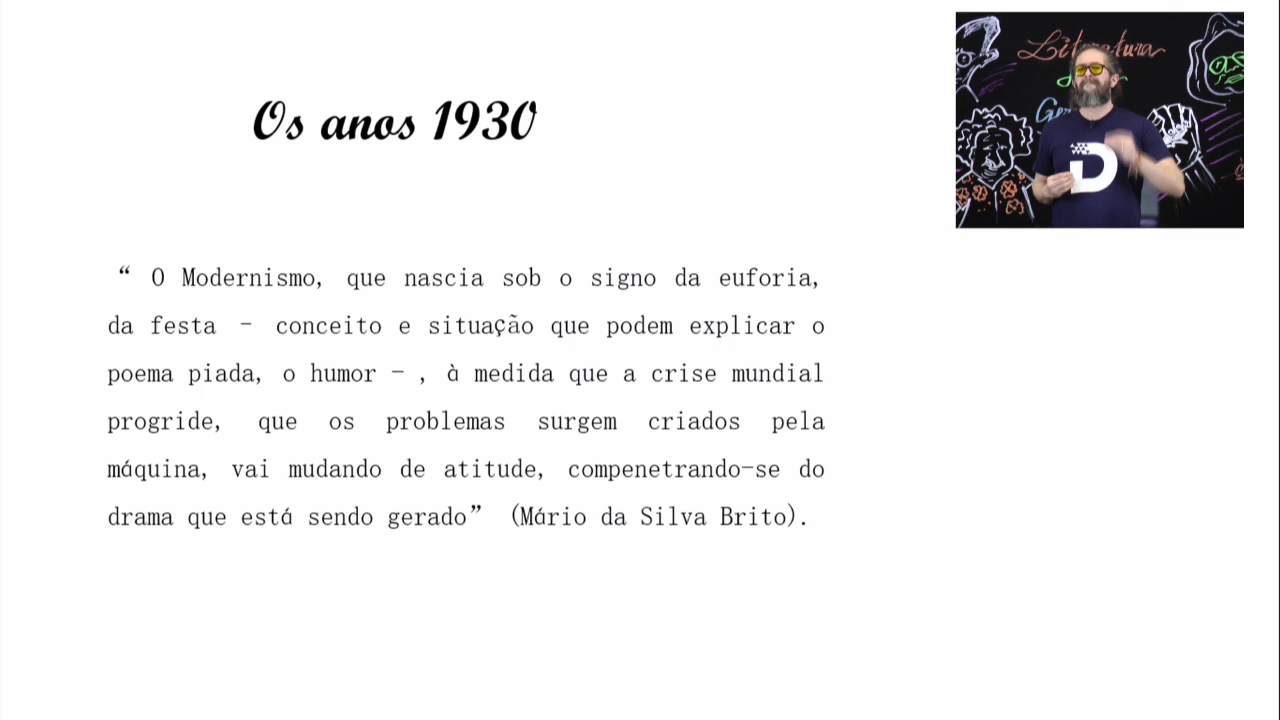 Os anos 1930
“ O Modernismo, que nascia sob o signo da euforia,
da festa – conceito e situação que podem explicar o
poema piada, o humor – , à medida que a crise mundial
progride, que os problemas surgem criados pela
máquina, vai mudando de atitude, compenetrando-se do
drama que está sendo gerado” (Mário da Silva Brito).
Literatura
D